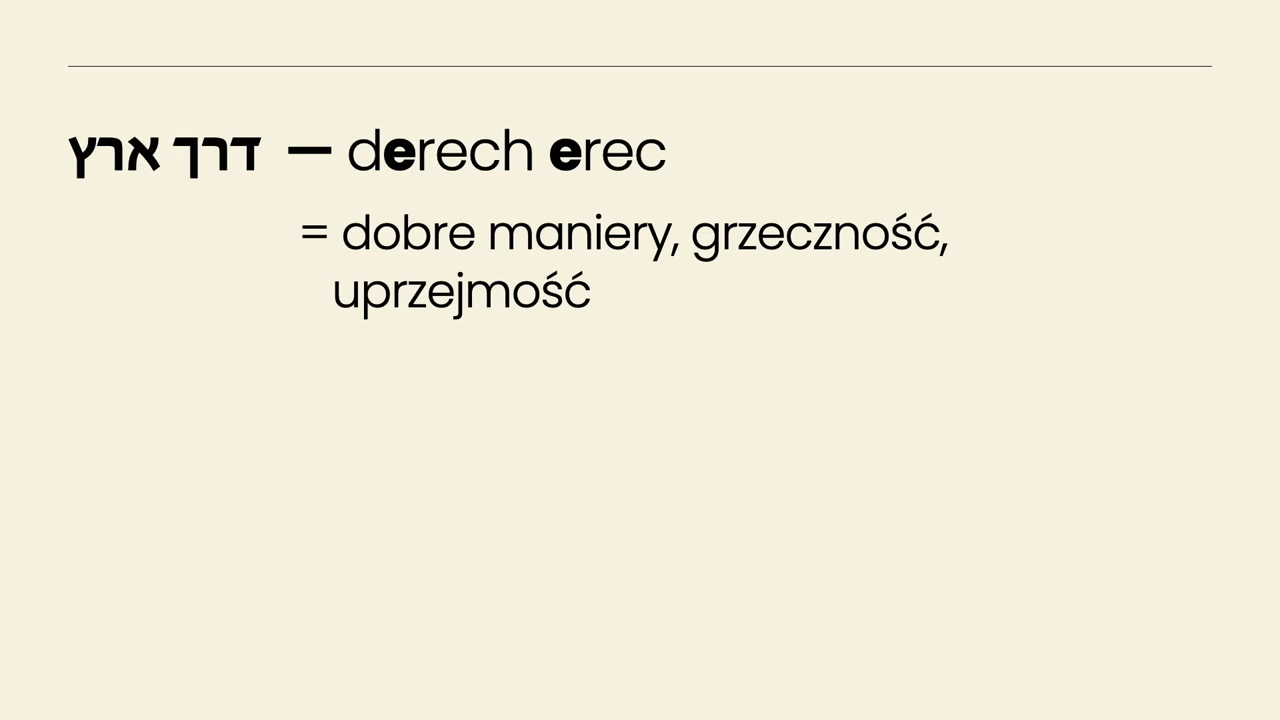 דרך ארץ — derech erec
= dobre maniery, grzeczność,
uprzejmość